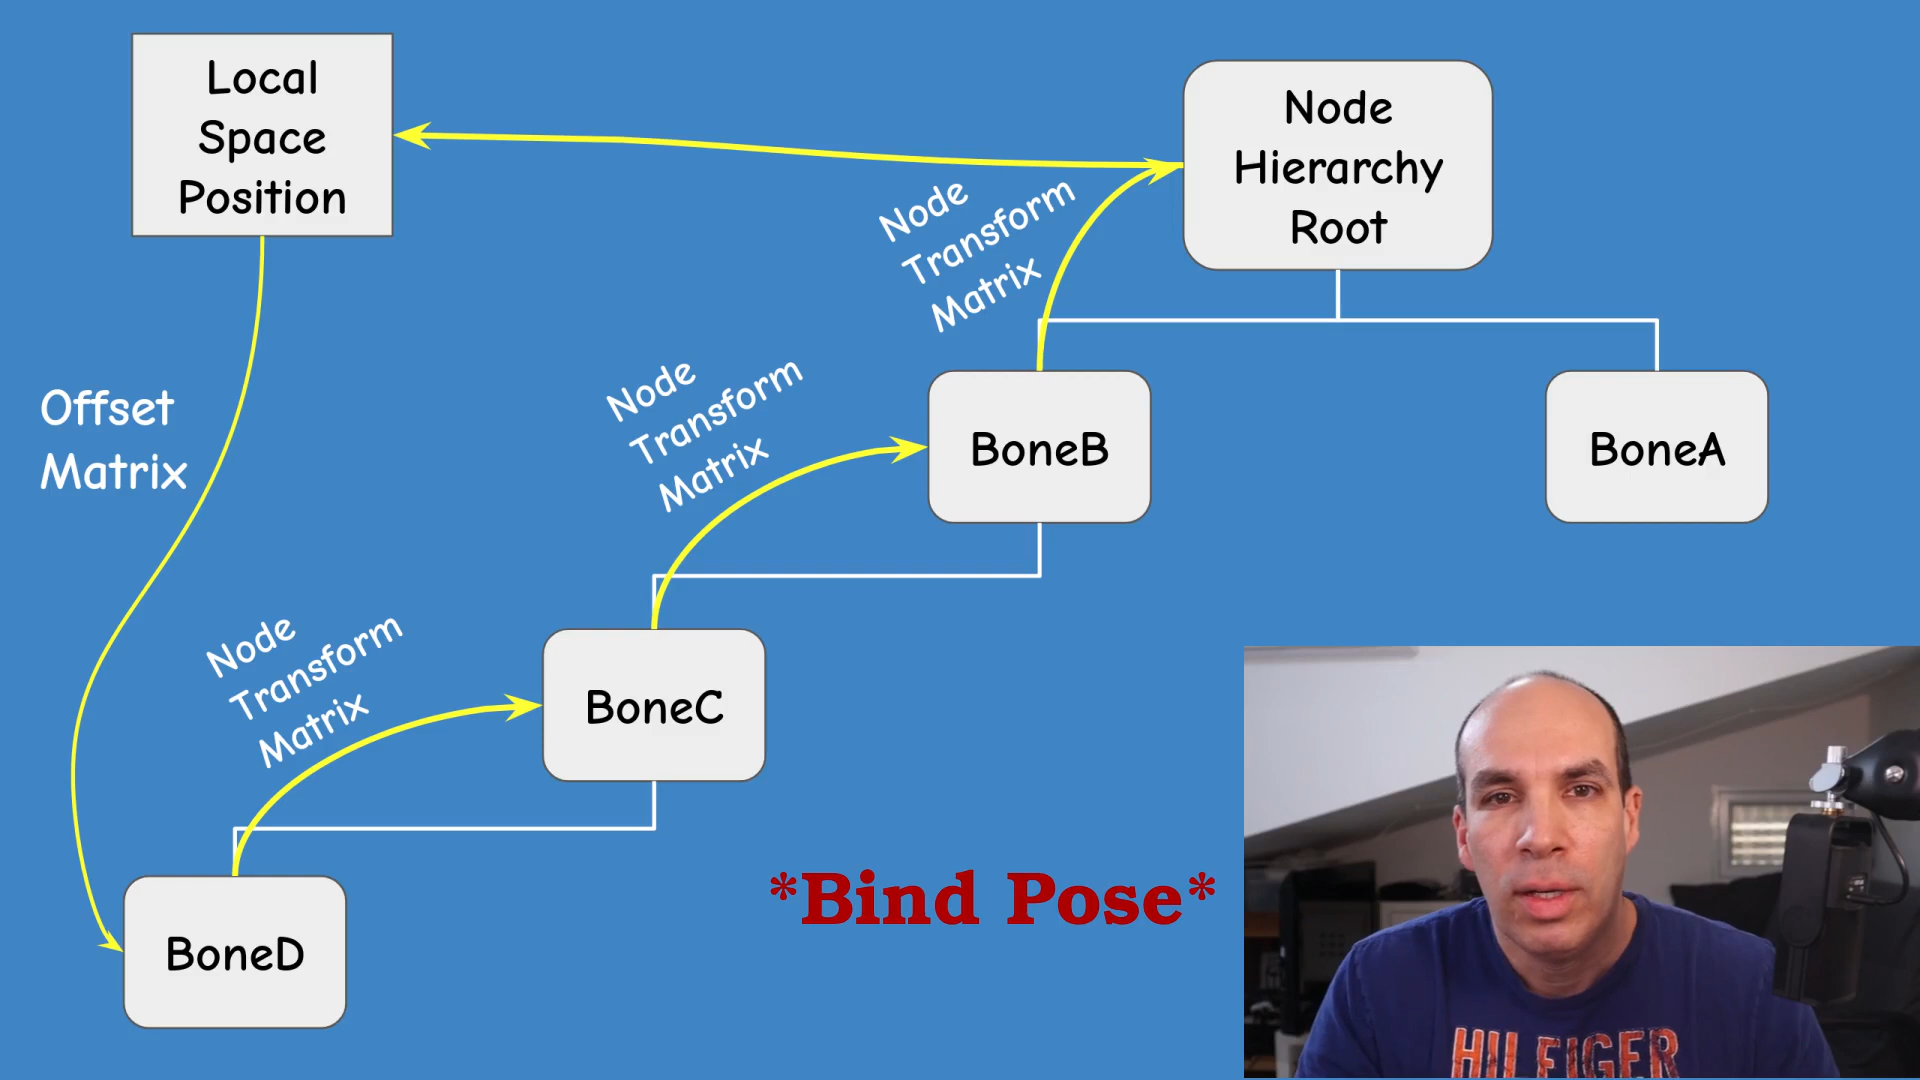 Local
Space
Position
Node
Hierarchy
Root
Node
Transform
Matrix
Offset
Matrix
Node
Transform
Matrix
BoneB
BoneA
Node
Transform
Matrix
BoneC
*Bind Pose*
BoneD
HILFIGER